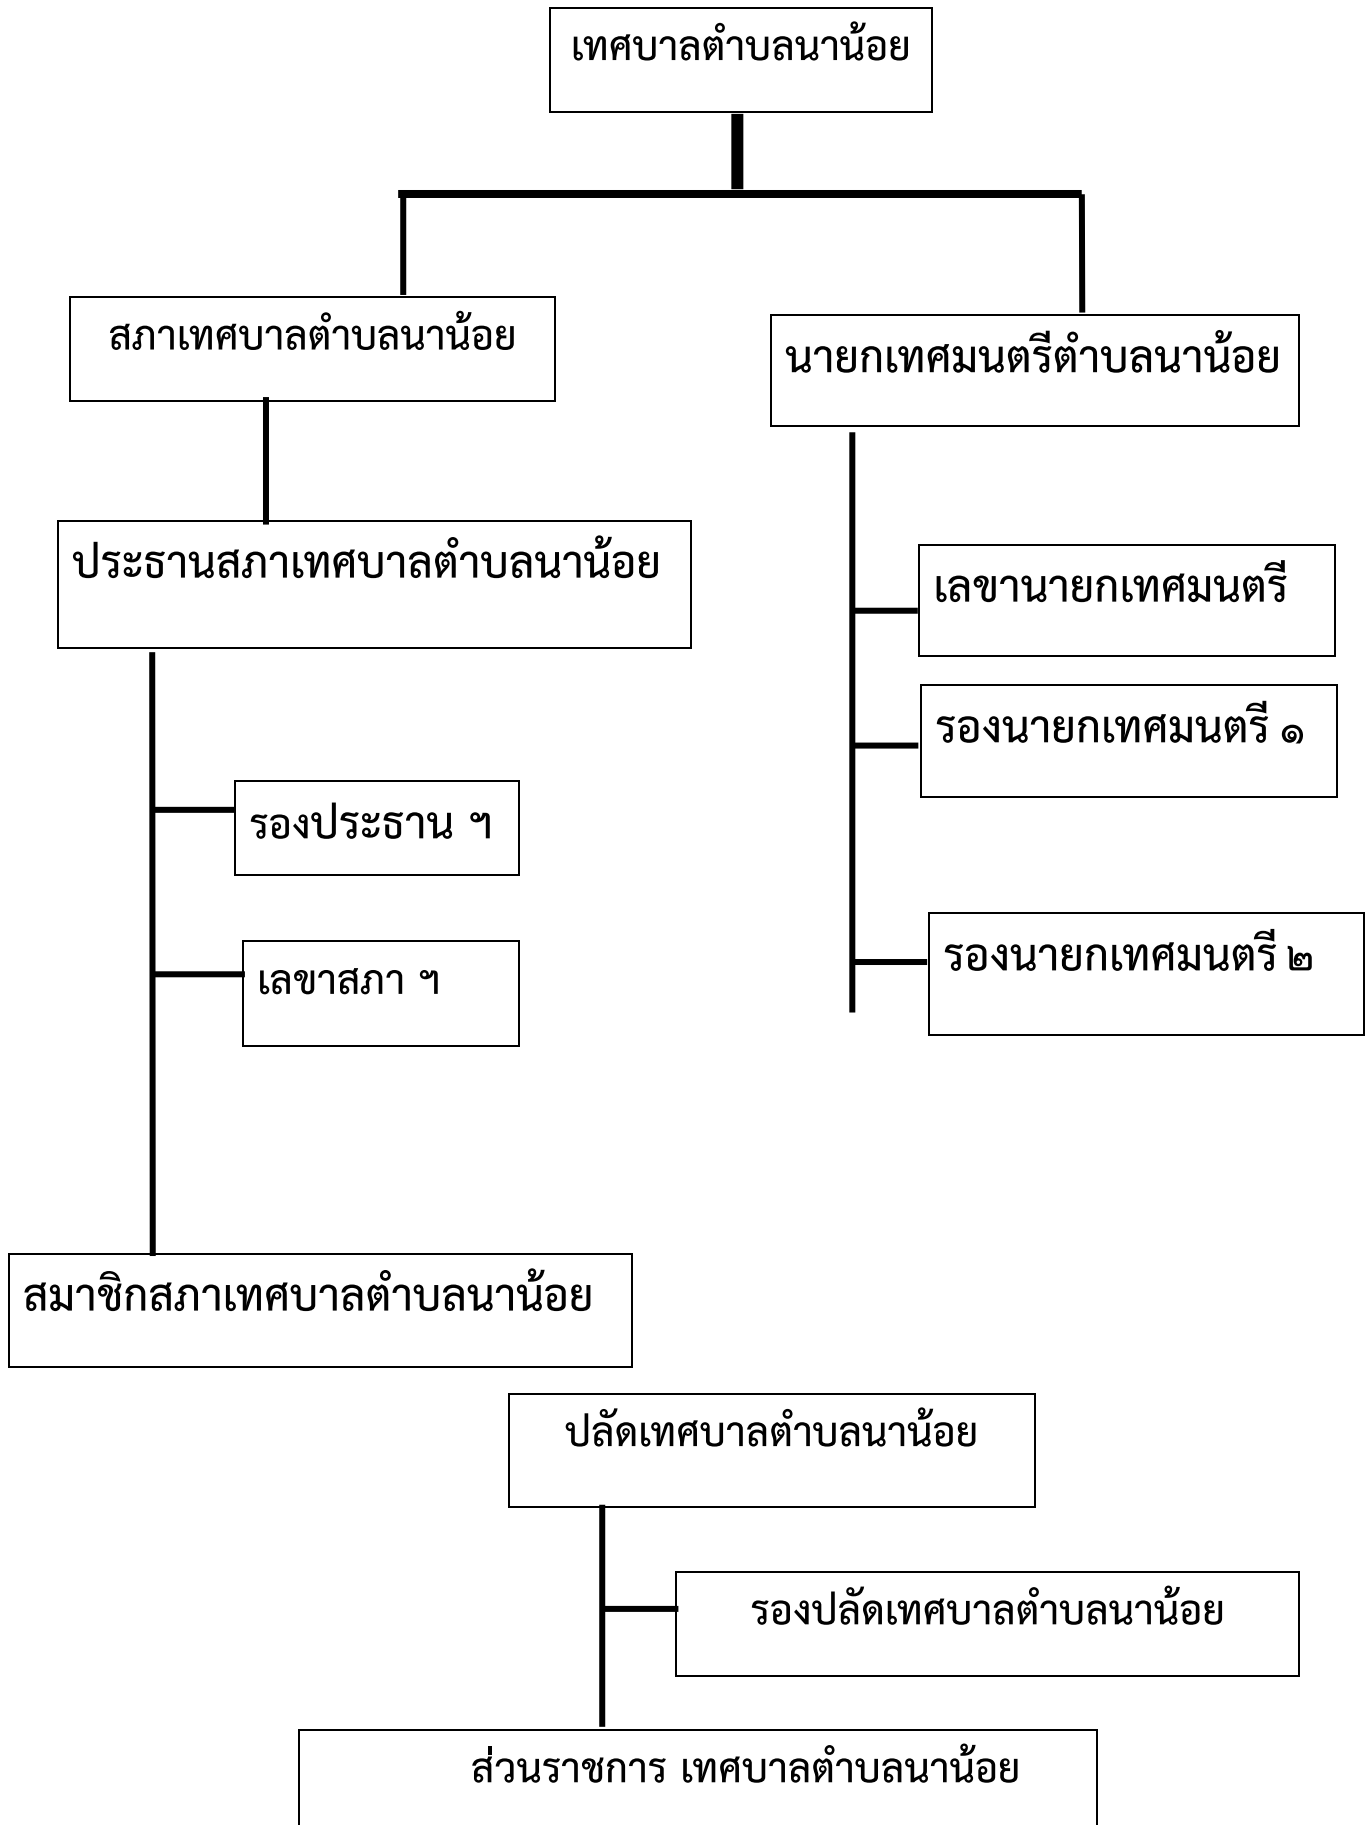 เทศบาลตำบลนาน้อย
สภาเทศบาลตำบลนาน้อย
นายกเทศมนตรีตำบลนาน้อย
ประธานสภาเทศบาลตำบลนาน้อย
เลขานายกเทศมนตรี
รองนายกเทศมนตรี ๑
รองประธาน ฯ
รองนายกเทศมนตรี ๒
เลขาสภา ฯ
สมาชิกสภาเทศบาลตำบลนาน้อย
ปลัดเทศบาลตำบลนาน้อย
รองปลัดเทศบาลตำบลนาน้อย
ส่วนราชการ เทศบาลตำบลนาน้อย